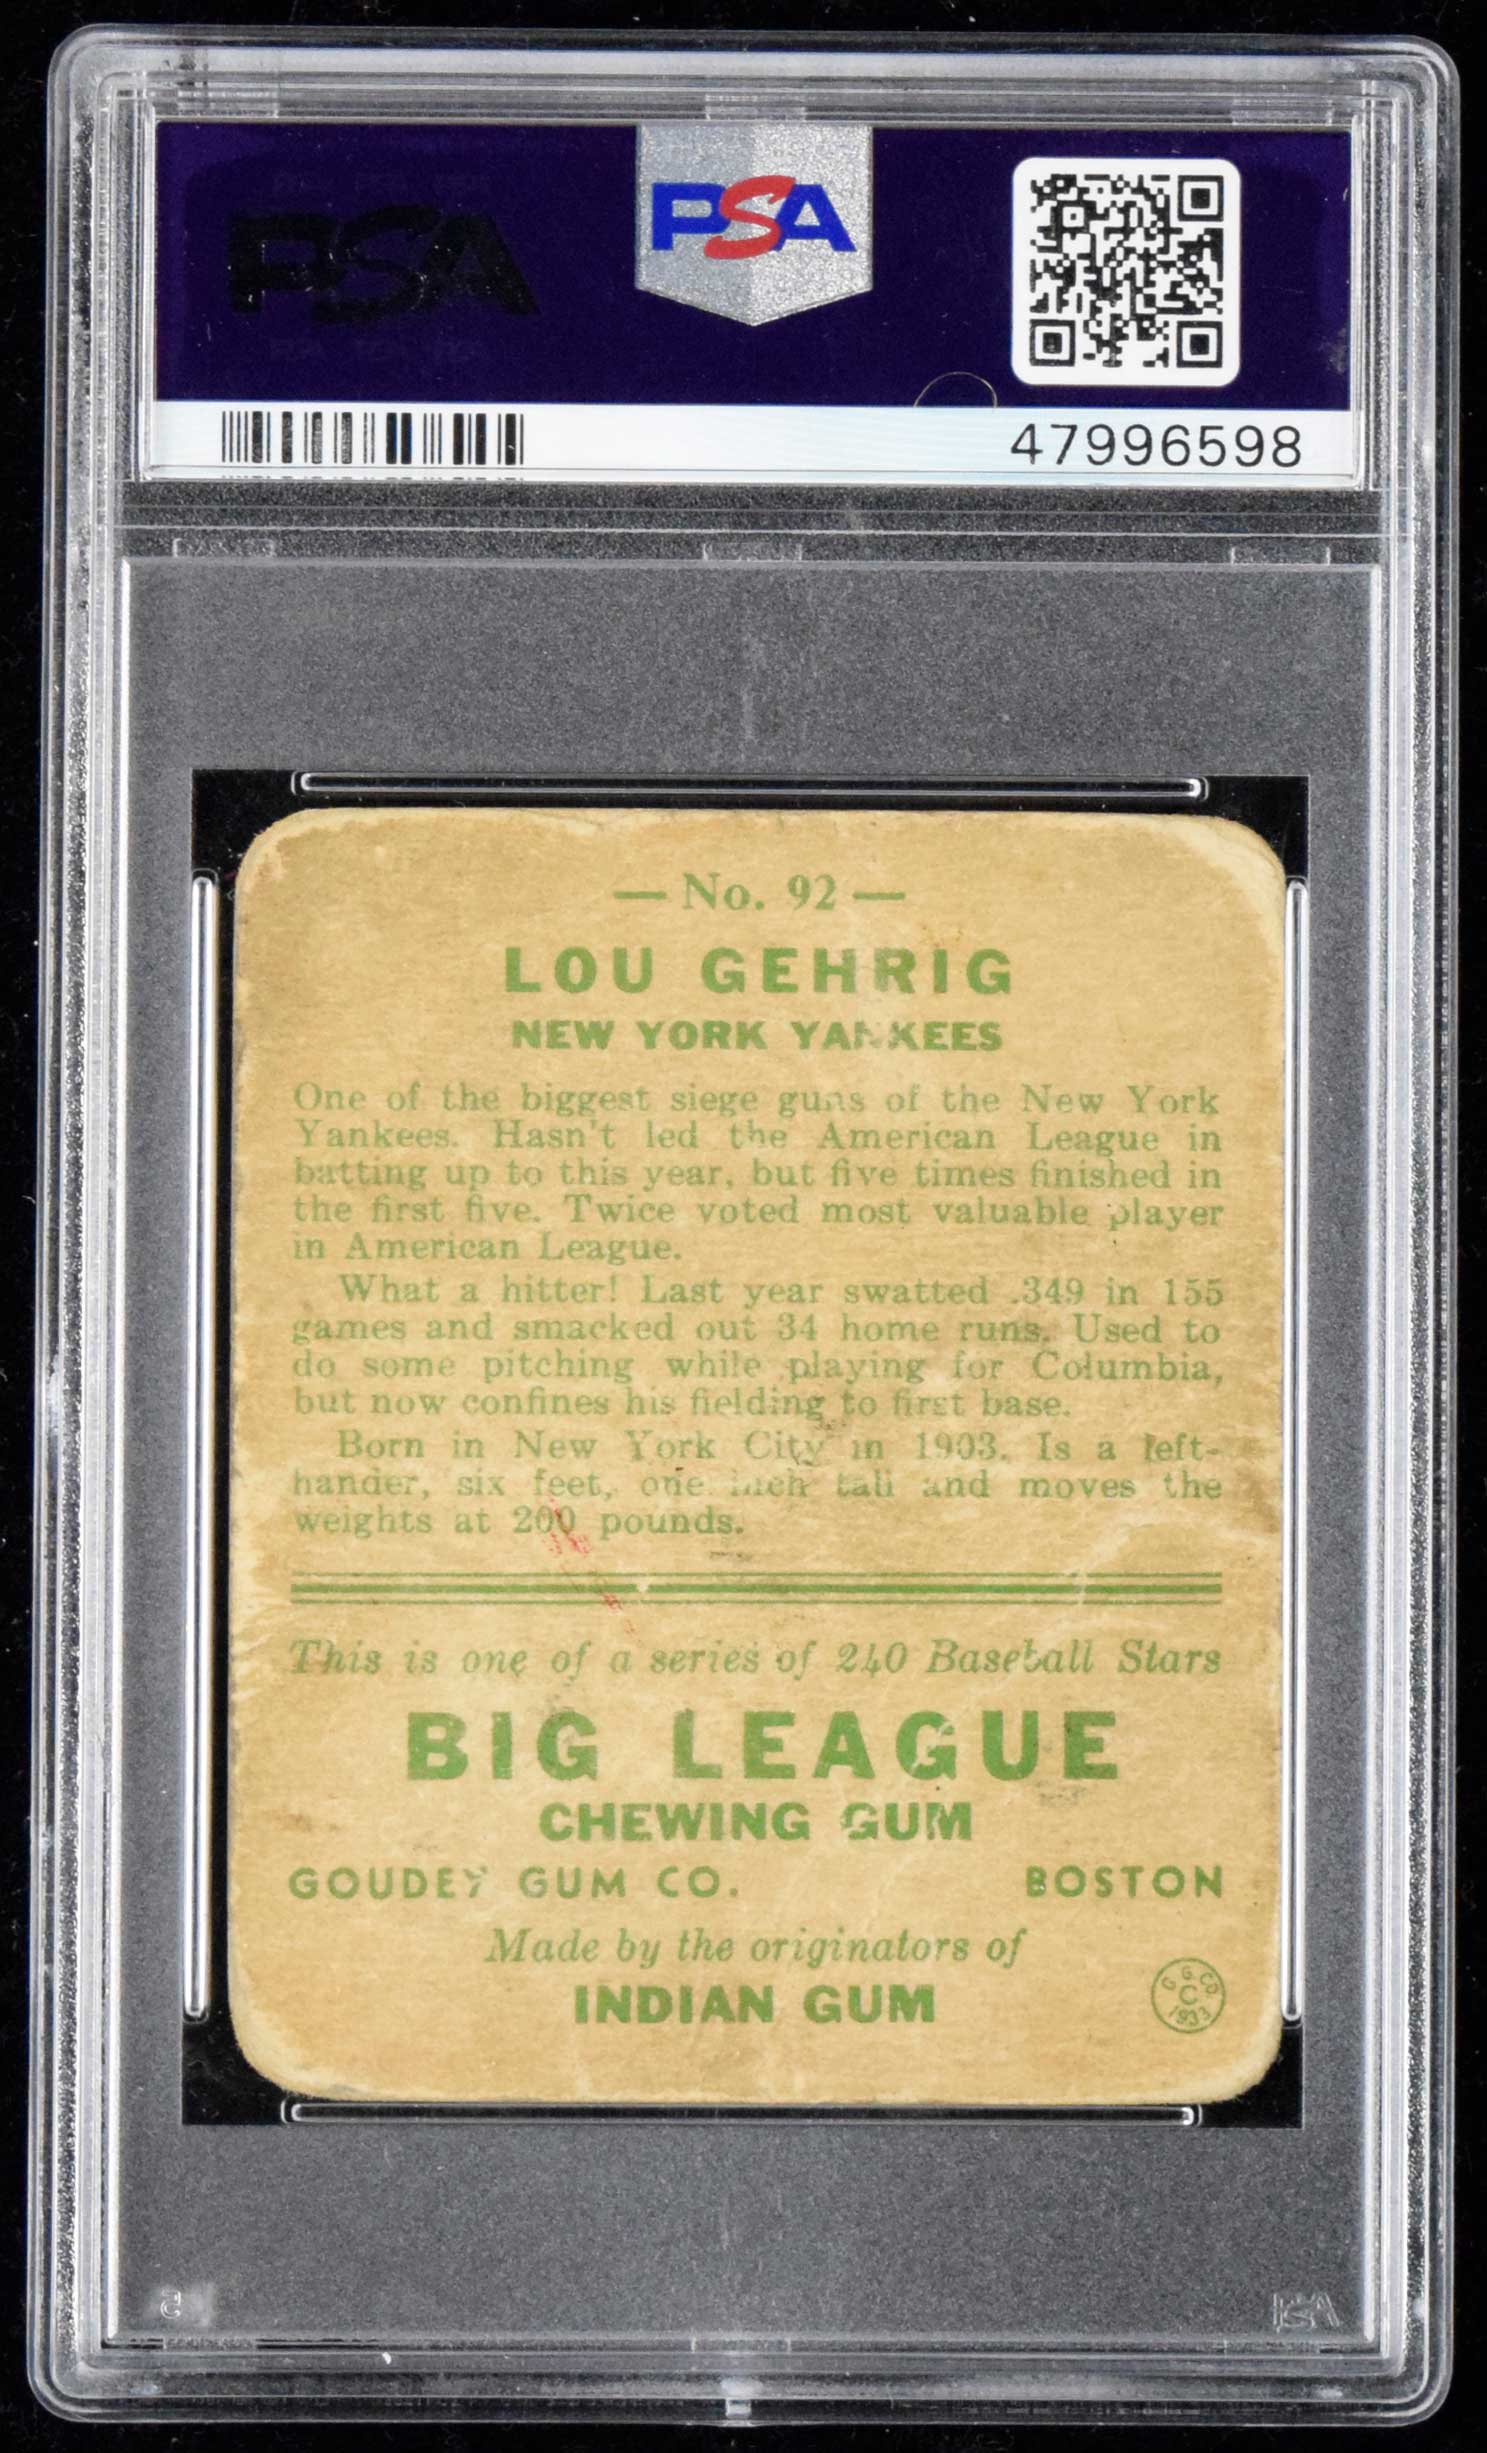 PSA
PSA
47996598
— No. 92 —
LOU GEHRIG
NEW YORK YANKEES
One of the biggest siege guns of the New York
Yankees. Hasn't led the American League in
batting up to this year, but five times finished in
the first five. Twice voted most valuable player
in American League.
What a hitter! Last year swatted .349 in 155
games and smacked out 34 home runs. Used to
do some pitching while playing for Columbia,
but now confines his fielding to first base.
Born in New York City in 1903. Is a left-
hander, six feet, one inch tall and moves the
weights at 200 pounds.
This is one of a series of 240 Baseball Stars
BIG LEAGUE
CHEWING GUM
GOUDEY GUM CO. BOSTON
Made by the originators of
INDIAN GUM
G. G. CO.
C
1933
PSA